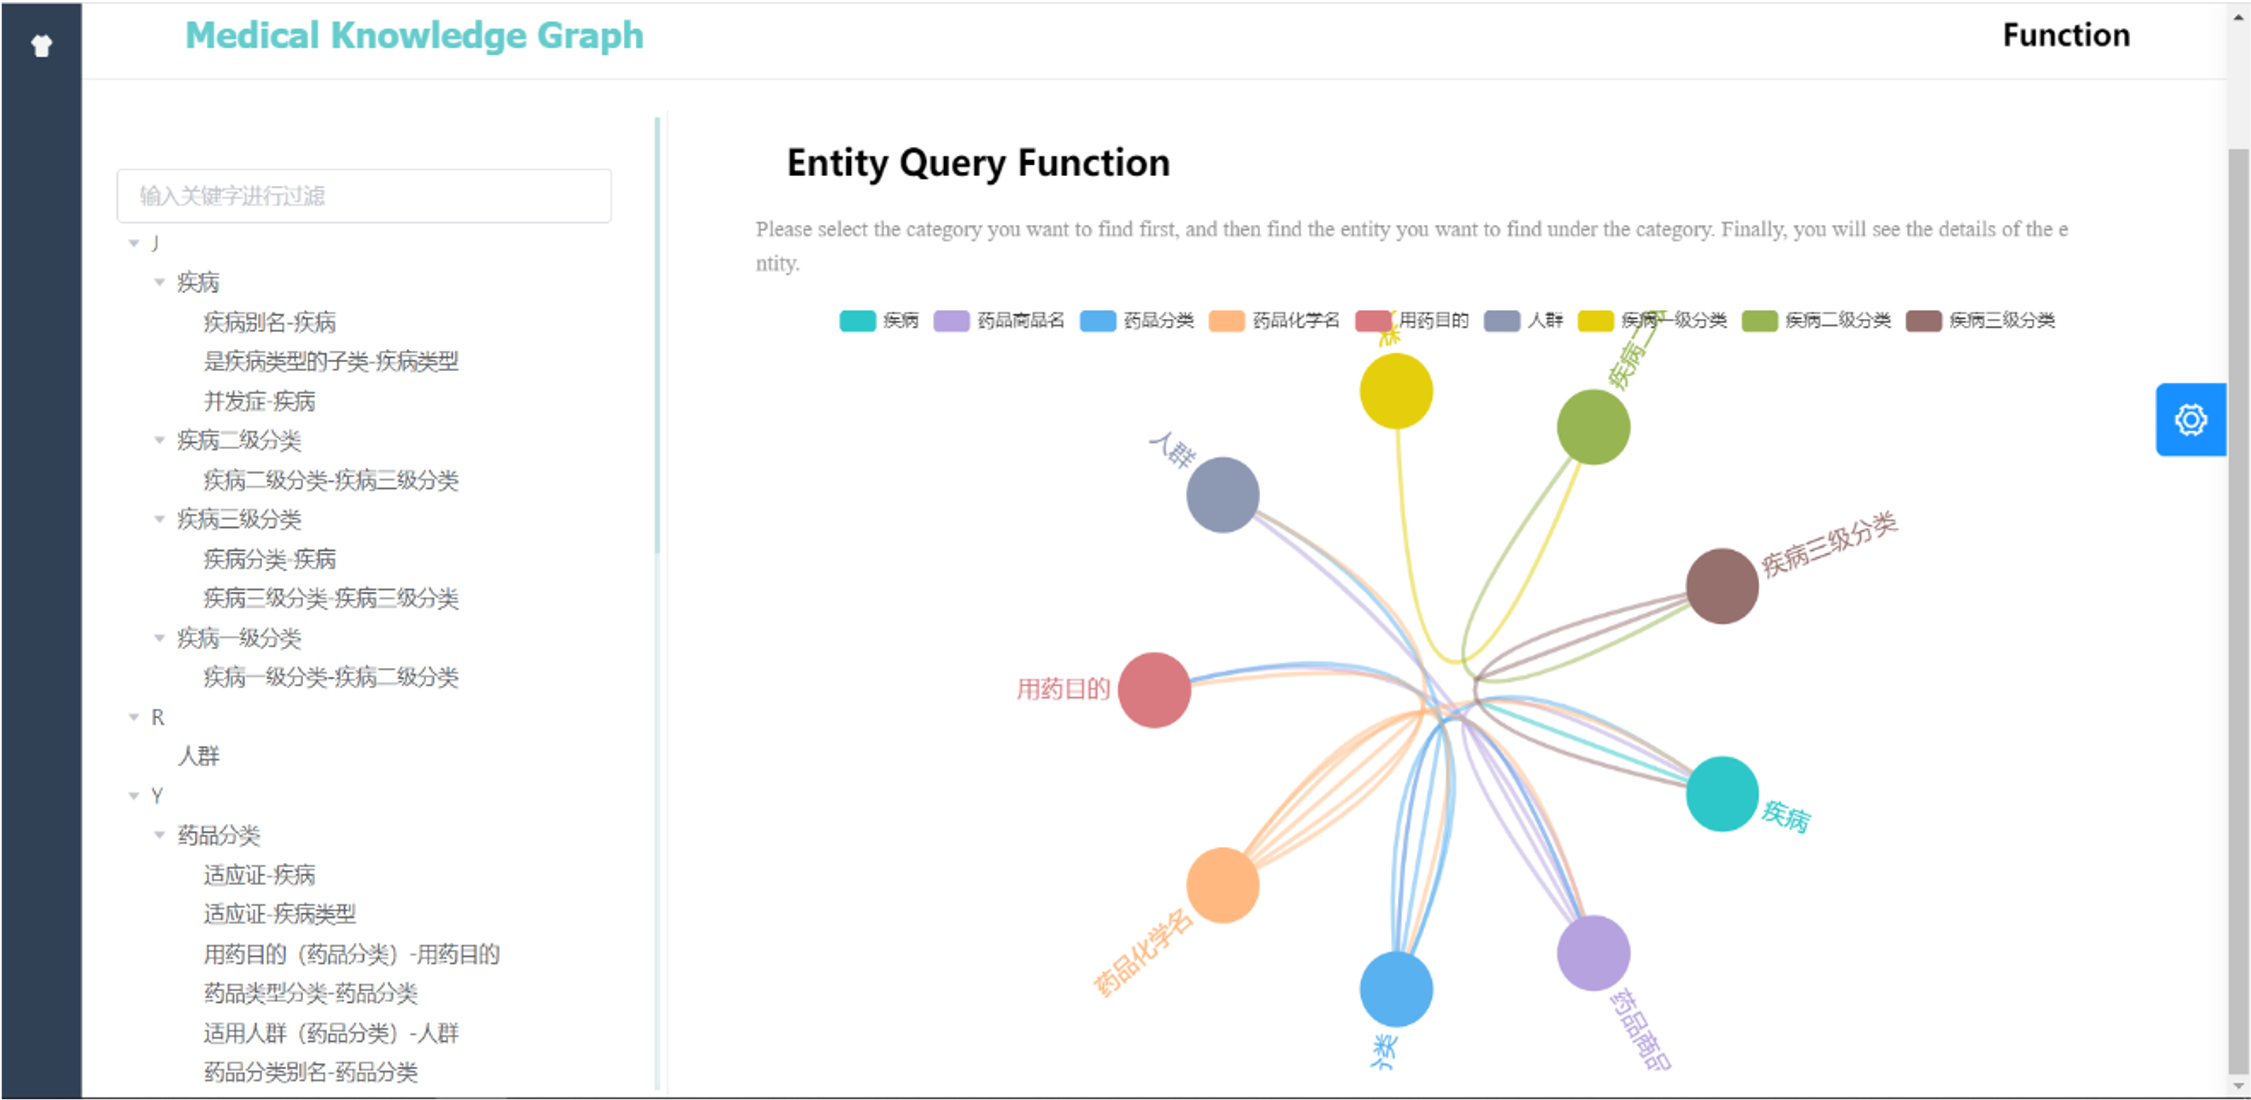 Medical Knowledge Graph
Function
输入关键字进行过滤
J
疾病
疾病别名-疾病
是疾病类型的子类-疾病类型
并发症-疾病
疾病二级分类
疾病二级分类-疾病三级分类
疾病三级分类
疾病分类-疾病
疾病三级分类-疾病三级分类
疾病一级分类
疾病一级分类-疾病二级分类
R
人群
Y
药品分类
适应证-疾病
适应证-疾病类型
用药目的（药品分类）-用药目的
药品类型分类-药品分类
适用人群（药品分类）-人群
药品分类别名-药品分类
Entity Query Function
Please select the category you want to find first, and then find the entity you want to find under the category. Finally, you will see the details of the e
ntity.
疾病 药品商品名 药品分类 药品化学名 用药目的 人群 疾病一级分类 疾病二级分类 疾病三级分类
疾病二
人群
疾病三级分类
用药目的
疾病
药品化学名
药品商品
分类